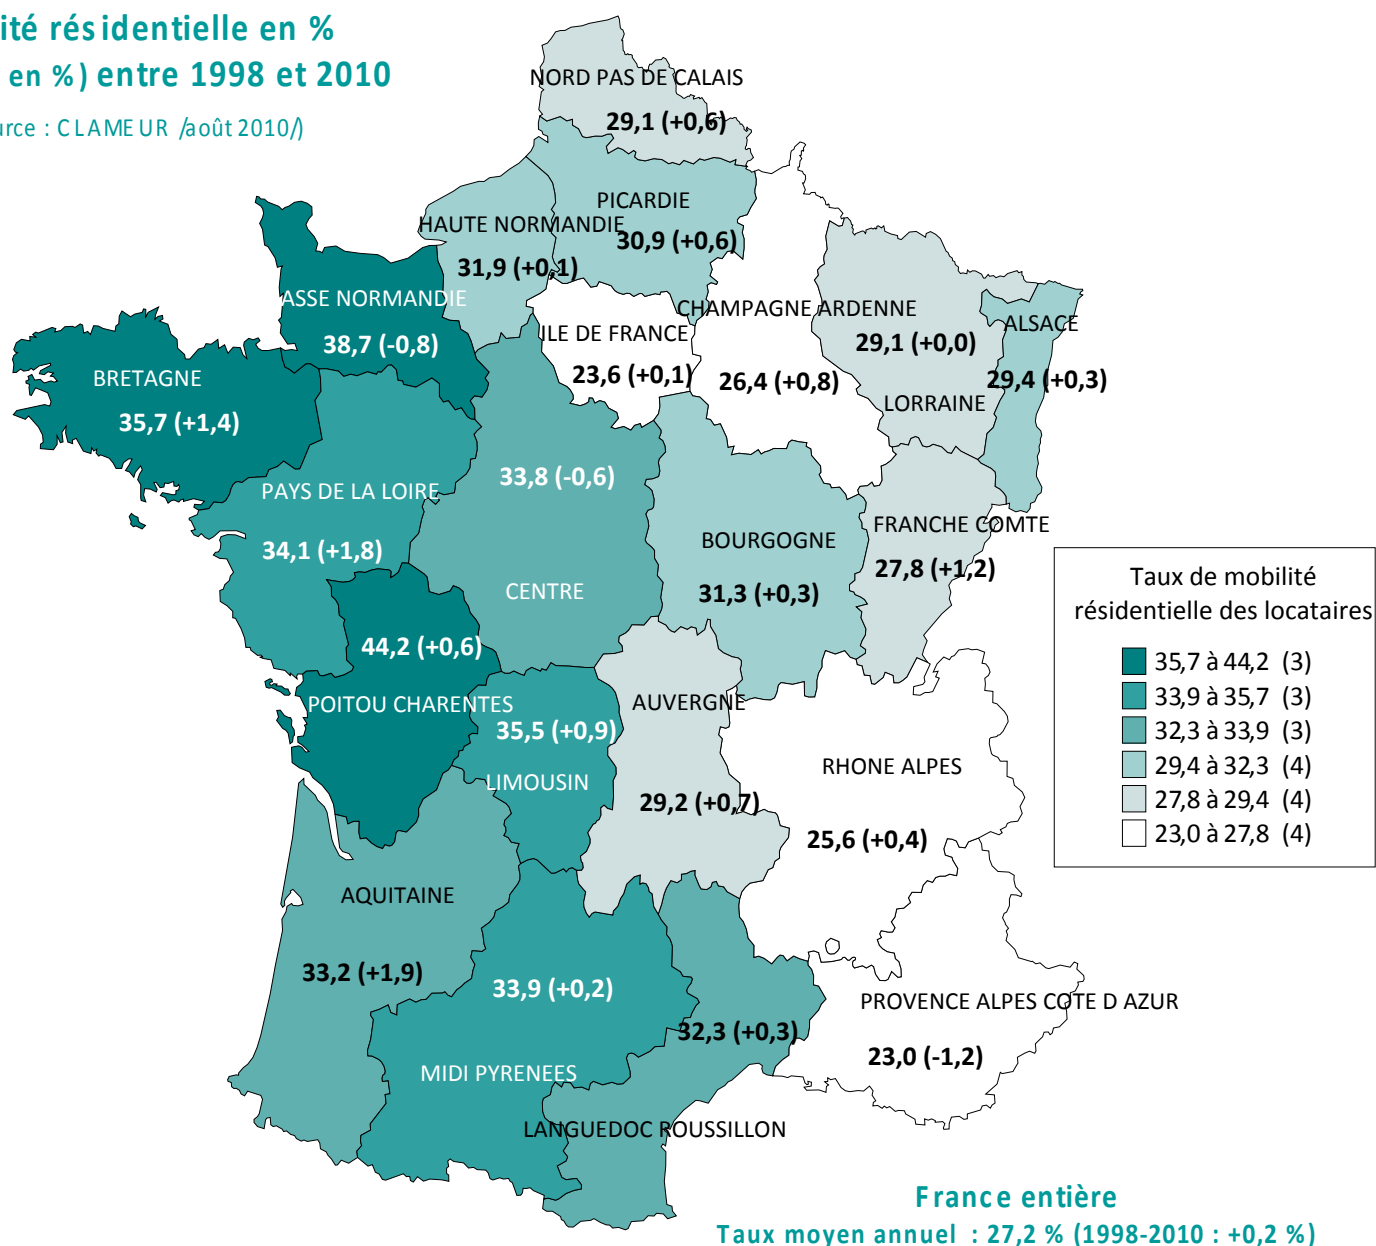 ité résidentielle en %
en %) entre 1998 et 2010
urce : CLAMEUR /août 2010/)
NORD PAS DE CALAIS
29,1 (+0,6)
PICARDIE
30,9 (+0,6)
HAUTE NORMANDIE
31,9 (+0,1)
ASSE NORMANDIE
38,7 (-0,8)
ILE DE FRANCE
23,6 (+0,1)
CHAMPAGNE ARDENNE
26,4 (+0,8)
29,1 (+0,0)
LORRAINE
ALSACE
29,4 (+0,3)
BRETAGNE
35,7 (+1,4)
PAYS DE LA LOIRE
34,1 (+1,8)
33,8 (-0,6)
CENTRE
BOURGOGNE
31,3 (+0,3)
FRANCHE COMTE
27,8 (+1,2)
44,2 (+0,6)
POITOU CHARENTES
35,5 (+0,9)
LIMOUSIN
AUVERGNE
29,2 (+0,7)
RHONE ALPES
25,6 (+0,4)
AQUITAINE
33,2 (+1,9)
33,9 (+0,2)
MIDI PYRENEES
32,3 (+0,3)
LANGUEDOC ROUSSILLON
PROVENCE ALPES COTE D AZUR
23,0 (-1,2)
Taux de mobilité
résidentielle des locataires
35,7 à 44,2 (3)
33,9 à 35,7 (3)
32,3 à 33,9 (3)
29,4 à 32,3 (4)
27,8 à 29,4 (4)
23,0 à 27,8 (4)
France entière
Taux moyen annuel : 27,2 % (1998-2010 : +0,2 %)